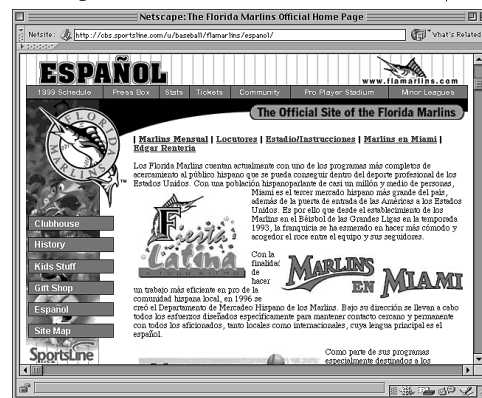 Netscape: The Florida Marlins Official Home Page
Netsite: http://cbs.sportsline.com/u/baseball/flamarlins/espanol/
What's Related
ESPAÑOL
www.flamarlins.com
1999 Schedule Press Box Stats Tickets Community Pro Player Stadium Minor Leagues
The Official Site of the Florida Marlins
FLORIDA
MARLINS
| Marlins Mensual | Locutores | Estadio/Instrucciones | Marlins en Miami |
Edgar Renteria
Los Florida Marlins cuentan actualmente con uno de los programas más completos de
acercamiento al público hispano que se pueda conseguir dentro del deporte profesional de los
Estados Unidos. Con una población hispanoparlante de casi un millón y medio de personas,
Miami es el tercer mercado hispano más grande del país,
además de la puerta de entrada de las Américas a los Estados
Unidos. Es por ello que desde el establecimiento de los
Marlins en el Béisbol de las Grandes Ligas en la temporada
1993, la franquicia se ha esmerado en hacer más cómodo y
acogedor el roce entre el equipo y sus seguidores.
Fiesta
Latina
Con la
finalidad
de
hacer
MARLINS
EN MIAMI
un trabajo más efectivo en pro de la
comunidad hispana local, en 1996 se
creó el Departamento de Mercadeo Hispano de los Marlins. Bajo su dirección se llevan a cabo
todos los esfuerzos diseñados específicamente para mantener contacto cercano y permanente
con todos los aficionados, tanto locales como internacionales, cuya lengua principal es el
español.
Como parte de sus programas
especialmente destinados a los
Clubhouse
History
Kids Stuff
Gift Shop
Espanol
Site Map
SportsLine